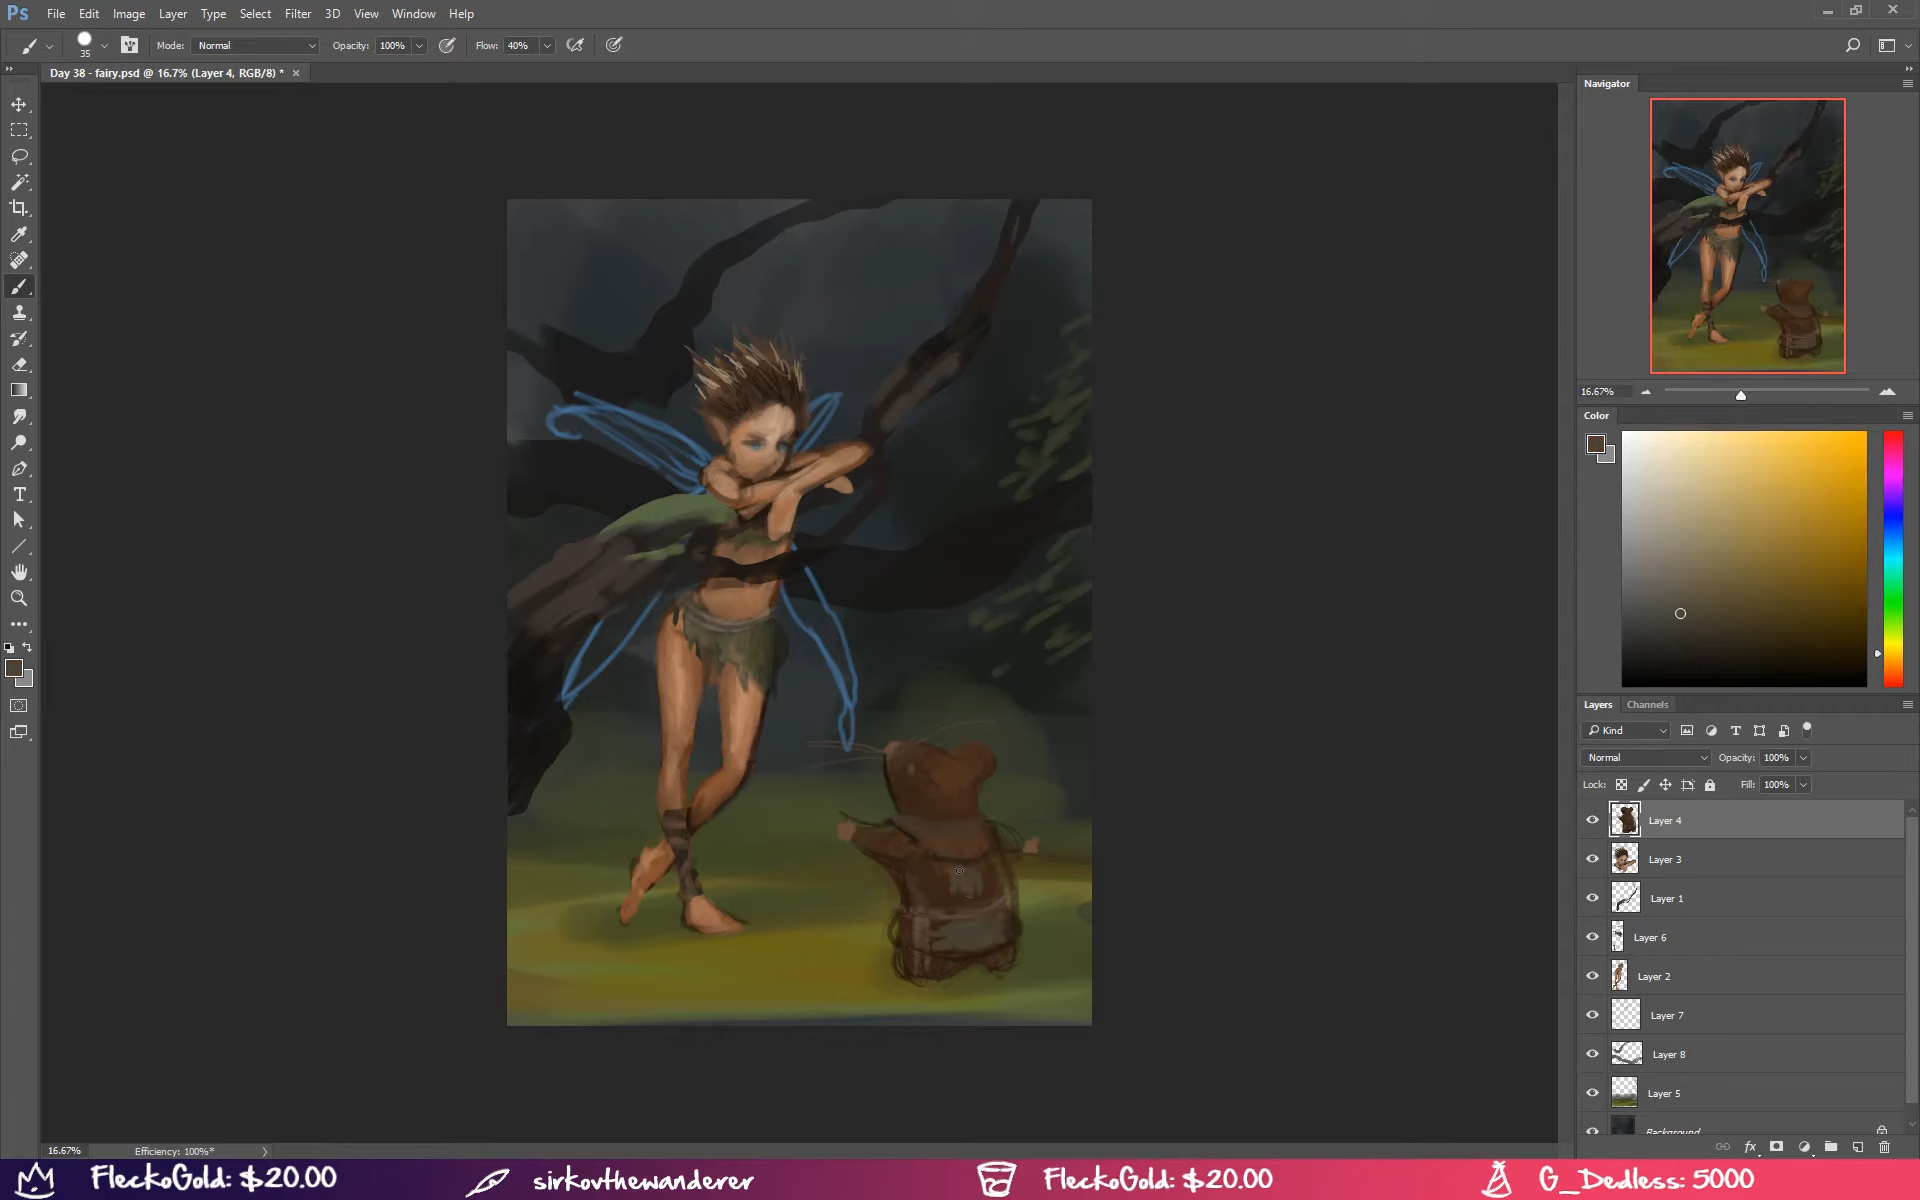 Ps File Edit Image Layer Type Select Filter 3D View Window Help
35 Mode: Normal Opacity: 100% Flow: 40%
Day 38 - fairy.psd @ 16.7% (Layer 4, RGB/8) *
Navigator
16.67%
Color
Layers Channels
Kind
Normal Opacity: 100%
Lock: Fill: 100%
Layer 4
Layer 3
Layer 1
Layer 6
Layer 2
Layer 7
Layer 8
Layer 5
Background
16.67% Efficiency: 100%*
FleckoGold: $20.00 sirkovthewanderer FleckoGold: $20.00 G_Dedless: 5000